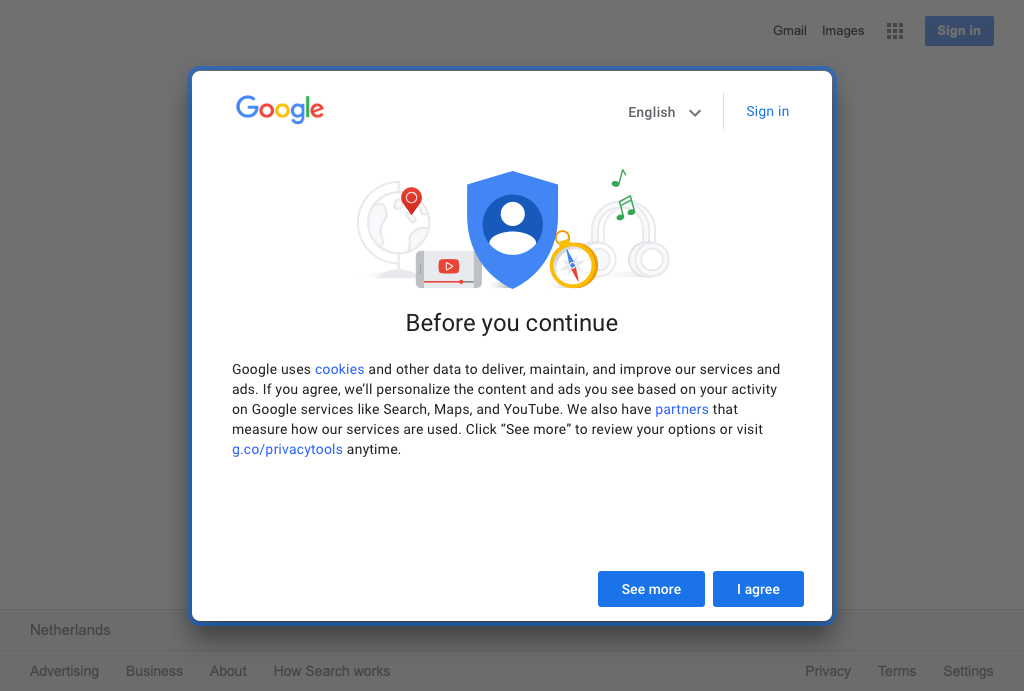 Gmail Images Sign in
Google English Sign in
Before you continue
Google uses cookies and other data to deliver, maintain, and improve our services and
ads. If you agree, we’ll personalize the content and ads you see based on your activity
on Google services like Search, Maps, and YouTube. We also have partners that
measure how our services are used. Click “See more” to review your options or visit
g.co/privacytools anytime.
See more I agree
Netherlands
Advertising Business About How Search works Privacy Terms Settings